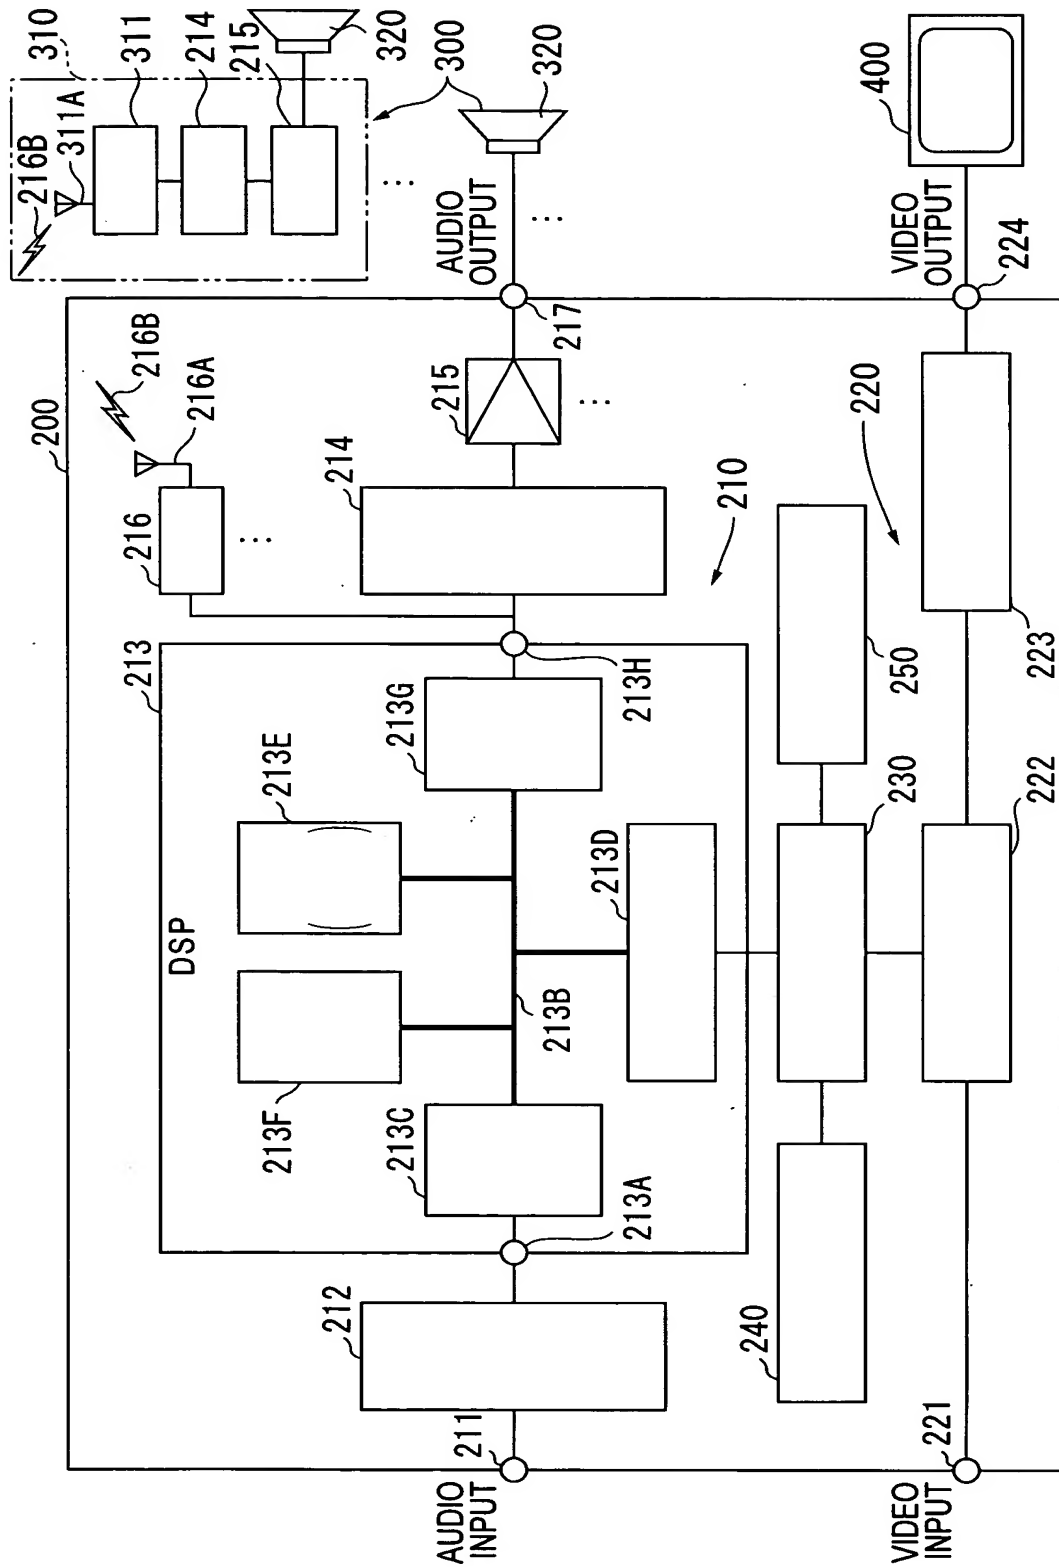 310
311A
216B
311
214
215
320
300
320
400
200
216B
216A
216
214
215
AUDIO
OUTPUT
217
VIDEO
OUTPUT
224
213
DSP
213E
213F
213G
213H
213B
213C
213D
213A
210
220
250
223
230
222
240
212
211
AUDIO
INPUT
221
VIDEO
INPUT